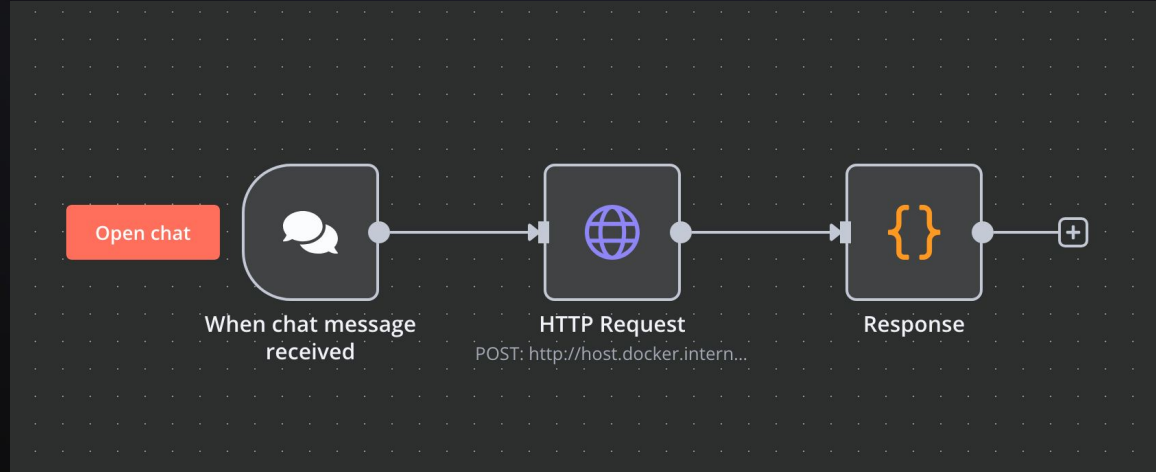 Open chat
When chat message
received
HTTP Request
POST: http://host.docker.intern...
Response